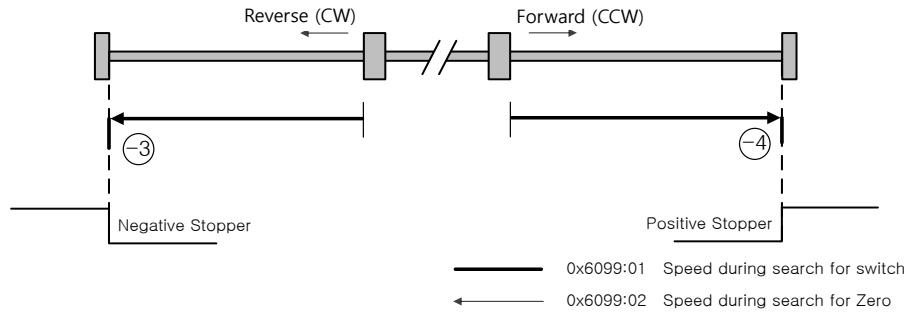 Reverse (CW)
Forward (CCW)
-3
-4
Negative Stopper
Positive Stopper
0x6099:01 Speed during search for switch
0x6099:02 Speed during search for Zero